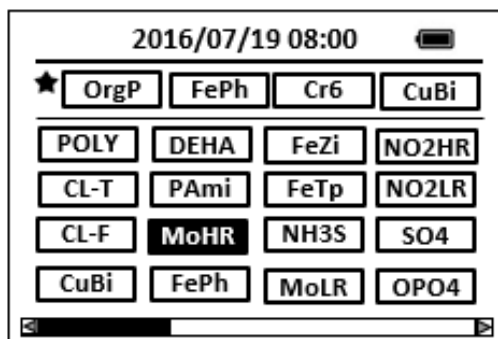 2016/07/19 08:00
OrgP FePh Cr6 CuBi
POLY DEHA FeZi NO2HR
CL-T PAmi FeTp NO2LR
CL-F MoHR NH3S SO4
CuBi FePh MoLR OPO4